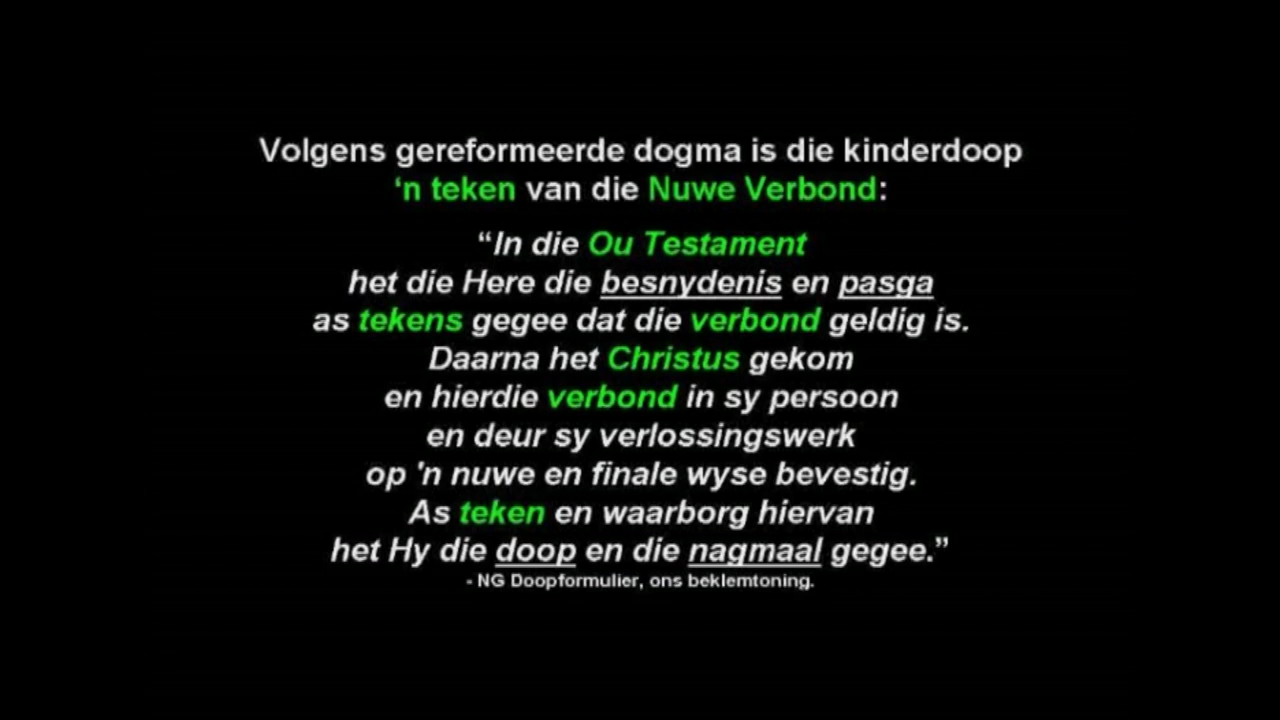 Volgens gereformeerde dogma is die kinderdoop
‘n teken van die Nuwe Verbond:
“In die Ou Testament
het die Here die besnydenis en pasga
as tekens gegee dat die verbond geldig is.
Daarna het Christus gekom
en hierdie verbond in sy persoon
en deur sy verlossingswerk
op 'n nuwe en finale wyse bevestig.
As teken en waarborg hiervan
het Hy die doop en die nagmaal gegee.”
- NG Doopformulier, ons beklemtoning.